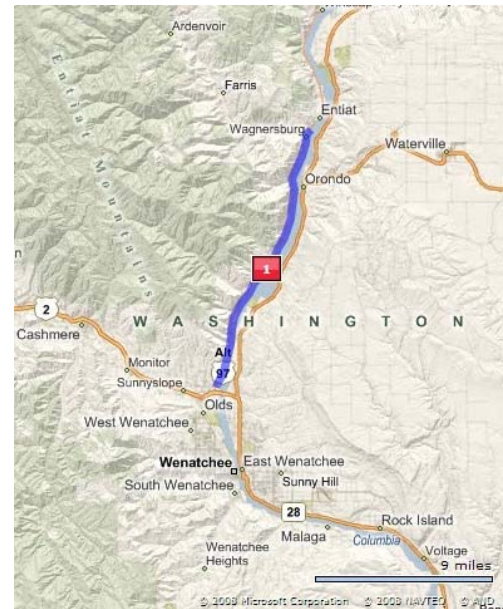 Ardenvoir
Farris
Entiat
Wagnersburg
Waterville
Orondo
Entiat Mountains
1
2
Cashmere
WASHINGTON
Alt
97
Monitor
Sunnyslope
Olds
West Wenatchee
Wenatchee
East Wenatchee
South Wenatchee
Sunny Hill
28
Rock Island
Malaga
Columbia
Wenatchee
Heights
Voltage
9 miles
© 2008 Microsoft Corporation © 2008 NAVTEQ © AND